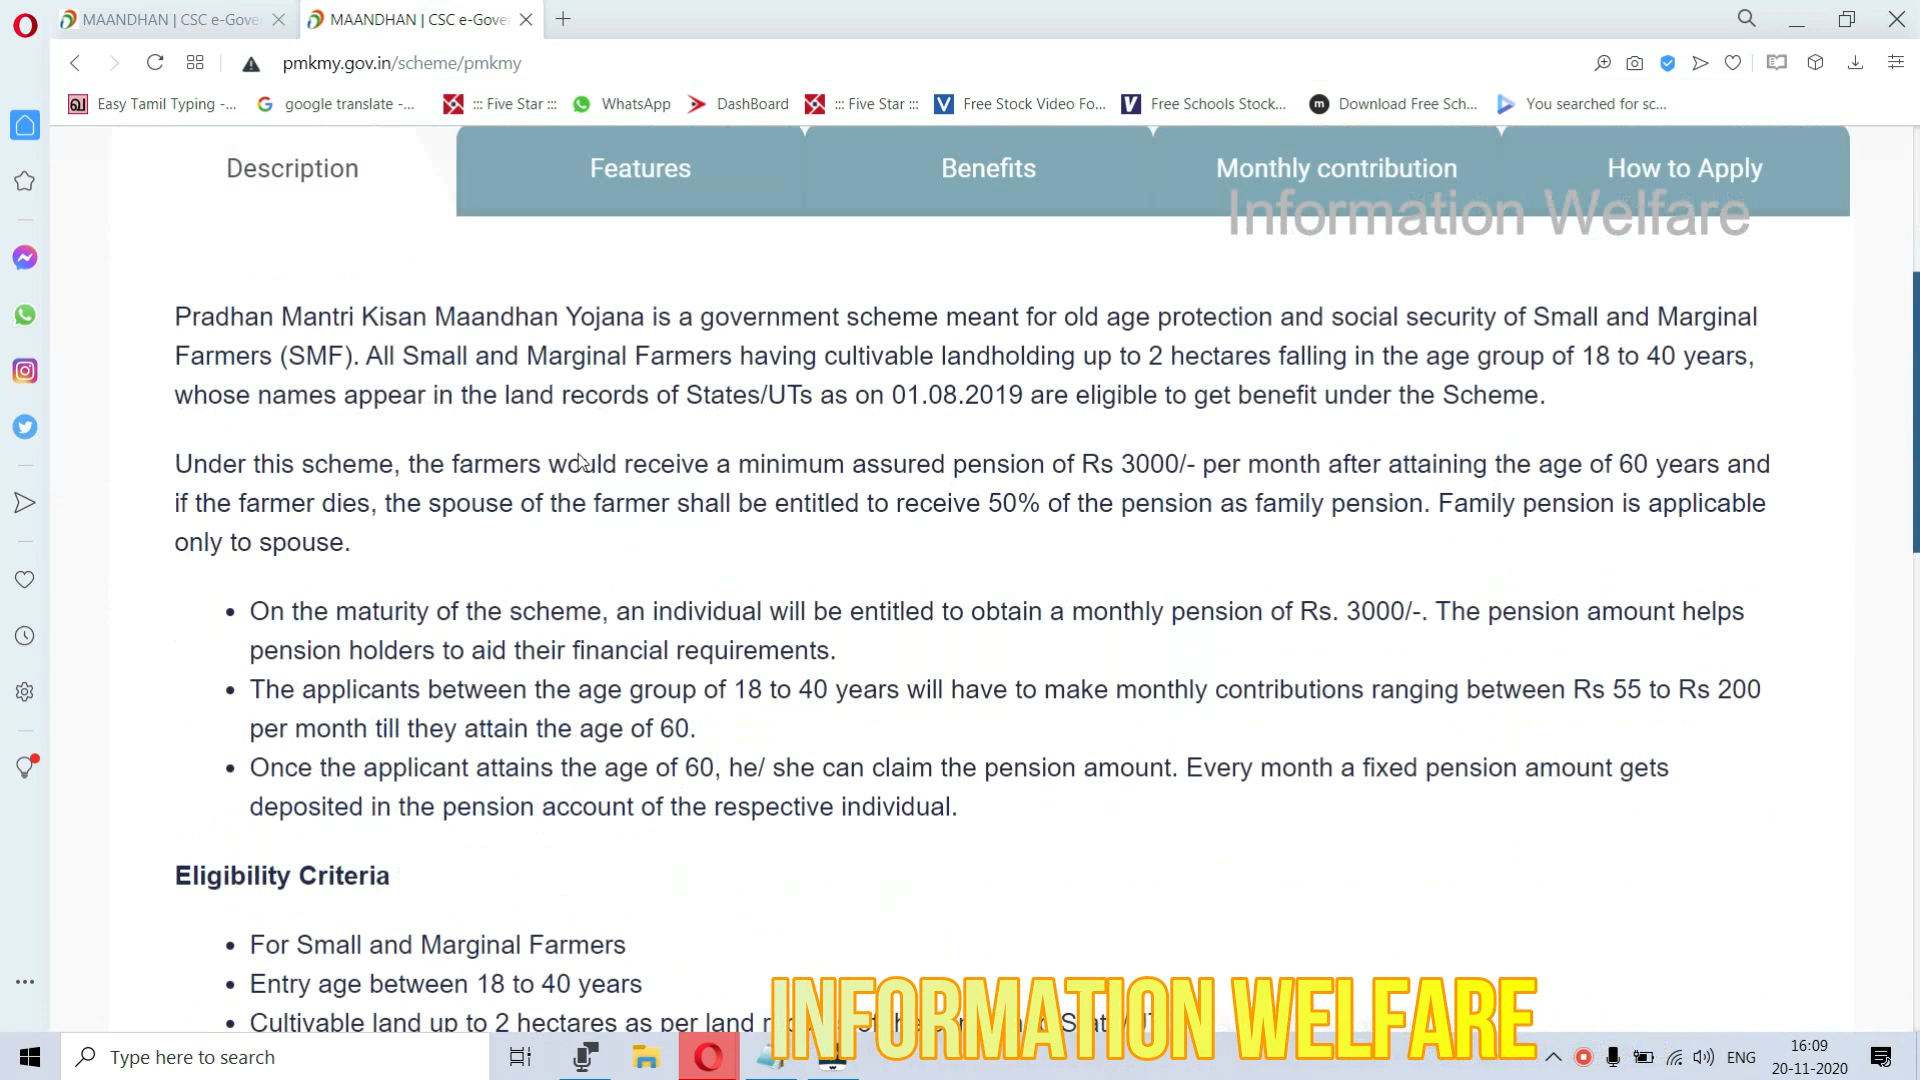 MAANDHAN | CSC e-Gove
MAANDHAN | CSC e-Gove
pmkmy.gov.in/scheme/pmkmy
Easy Tamil Typing -...
google translate -...
::: Five Star :::
WhatsApp
DashBoard
::: Five Star :::
Free Stock Video Fo...
Free Schools Stock...
Download Free Sch...
You searched for sc...
Description
Features
Benefits
Monthly contribution
How to Apply
Information Welfare
Pradhan Mantri Kisan Maandhan Yojana is a government scheme meant for old age protection and social security of Small and Marginal
Farmers (SMF). All Small and Marginal Farmers having cultivable landholding up to 2 hectares falling in the age group of 18 to 40 years,
whose names appear in the land records of States/UTs as on 01.08.2019 are eligible to get benefit under the Scheme.
Under this scheme, the farmers would receive a minimum assured pension of Rs 3000/- per month after attaining the age of 60 years and
if the farmer dies, the spouse of the farmer shall be entitled to receive 50% of the pension as family pension. Family pension is applicable
only to spouse.
• On the maturity of the scheme, an individual will be entitled to obtain a monthly pension of Rs. 3000/-. The pension amount helps
pension holders to aid their financial requirements.
• The applicants between the age group of 18 to 40 years will have to make monthly contributions ranging between Rs 55 to Rs 200
per month till they attain the age of 60.
• Once the applicant attains the age of 60, he/ she can claim the pension amount. Every month a fixed pension amount gets
deposited in the pension account of the respective individual.
Eligibility Criteria
• For Small and Marginal Farmers
• Entry age between 18 to 40 years
• Cultivable land up to 2 hectares as per land
INFORMATION WELFARE
Type here to search
ENG
16:09
20-11-2020